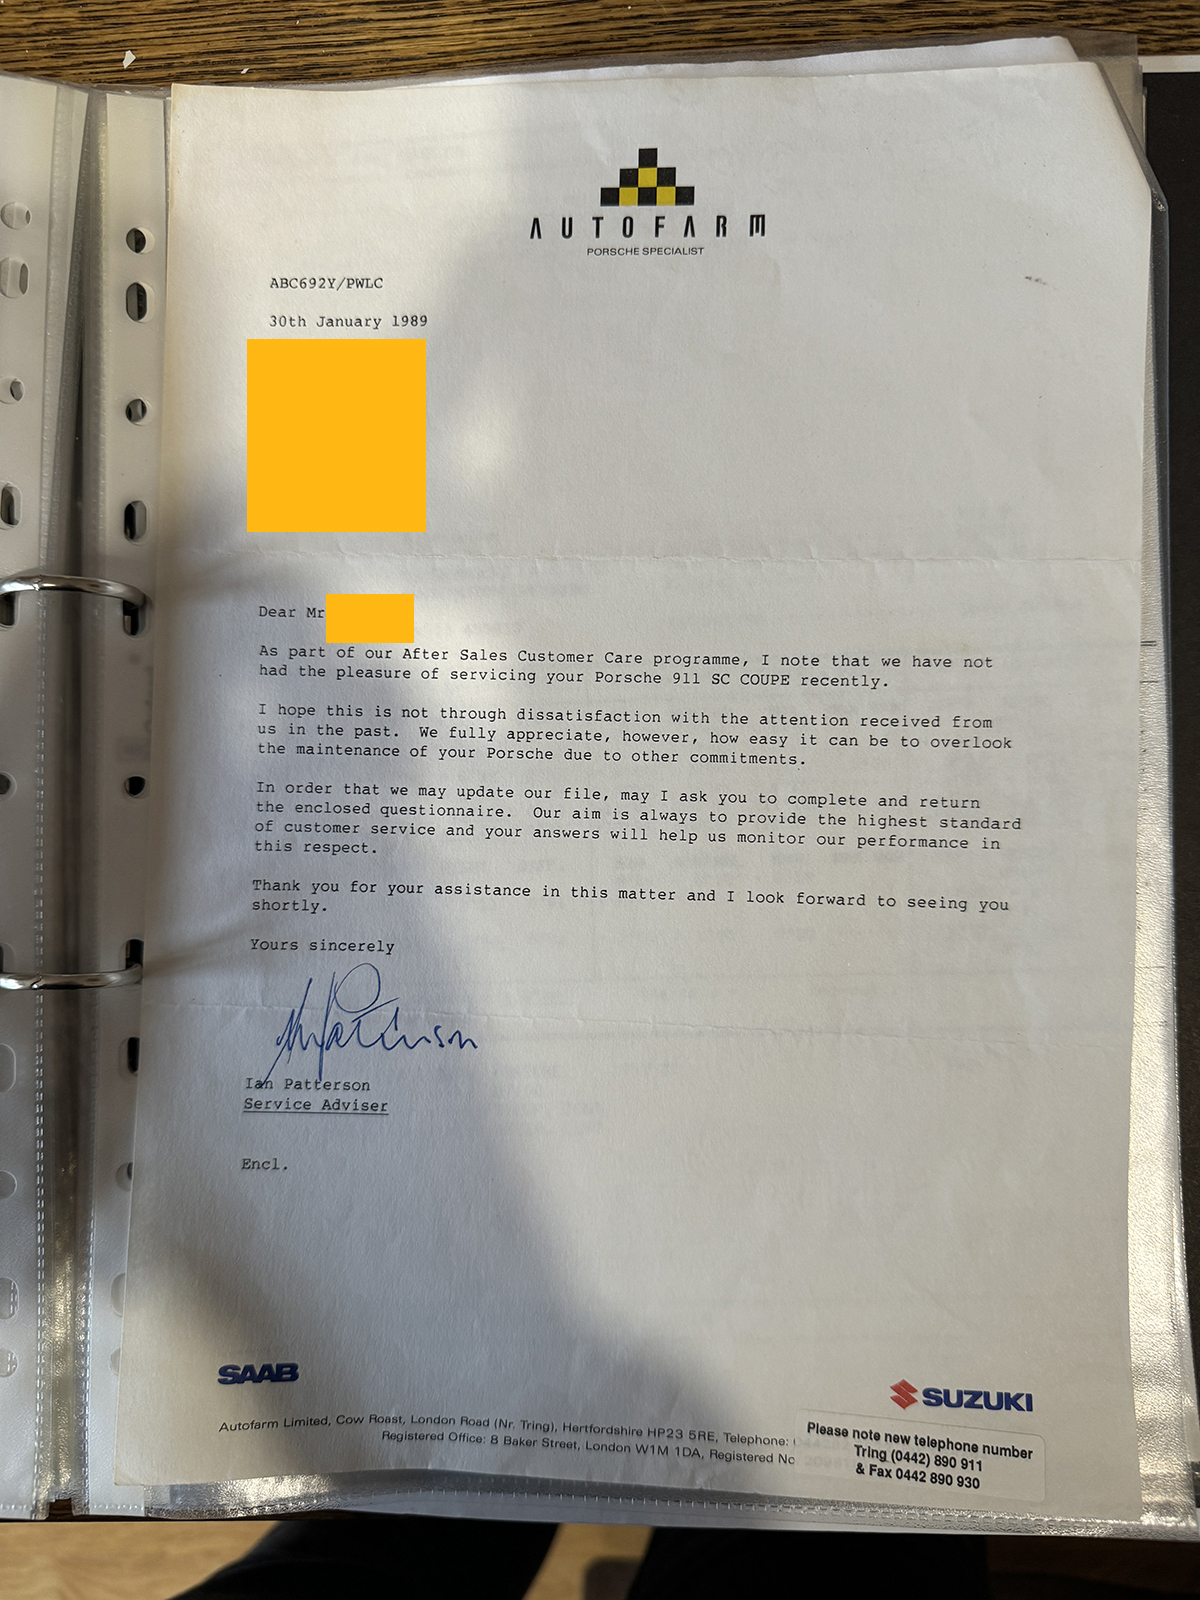 AUTOFARM
PORSCHE SPECIALIST
ABC692Y/PWLC
30th January 1989
Dear Mr
As part of our After Sales Customer Care programme, I note that we have not
had the pleasure of servicing your Porsche 911 SC COUPE recently.
I hope this is not through dissatisfaction with the attention received from
us in the past. We fully appreciate, however, how easy it can be to overlook
the maintenance of your Porsche due to other commitments.
In order that we may update our file, may I ask you to complete and return
the enclosed questionnaire. Our aim is always to provide the highest standard
of customer service and your answers will help us monitor our performance in
this respect.
Thank you for your assistance in this matter and I look forward to seeing you
shortly.
Yours sincerely
Ian Patterson
Service Adviser
Encl.
SAAB
SUZUKI
Autofarm Limited, Cow Roast, London Road (Nr. Tring), Hertfordshire HP23 5RE, Telephone:
Registered Office: 8 Baker Street, London W1M 1DA, Registered No
Please note new telephone number
Tring (0442) 890 911
& Fax 0442 890 930